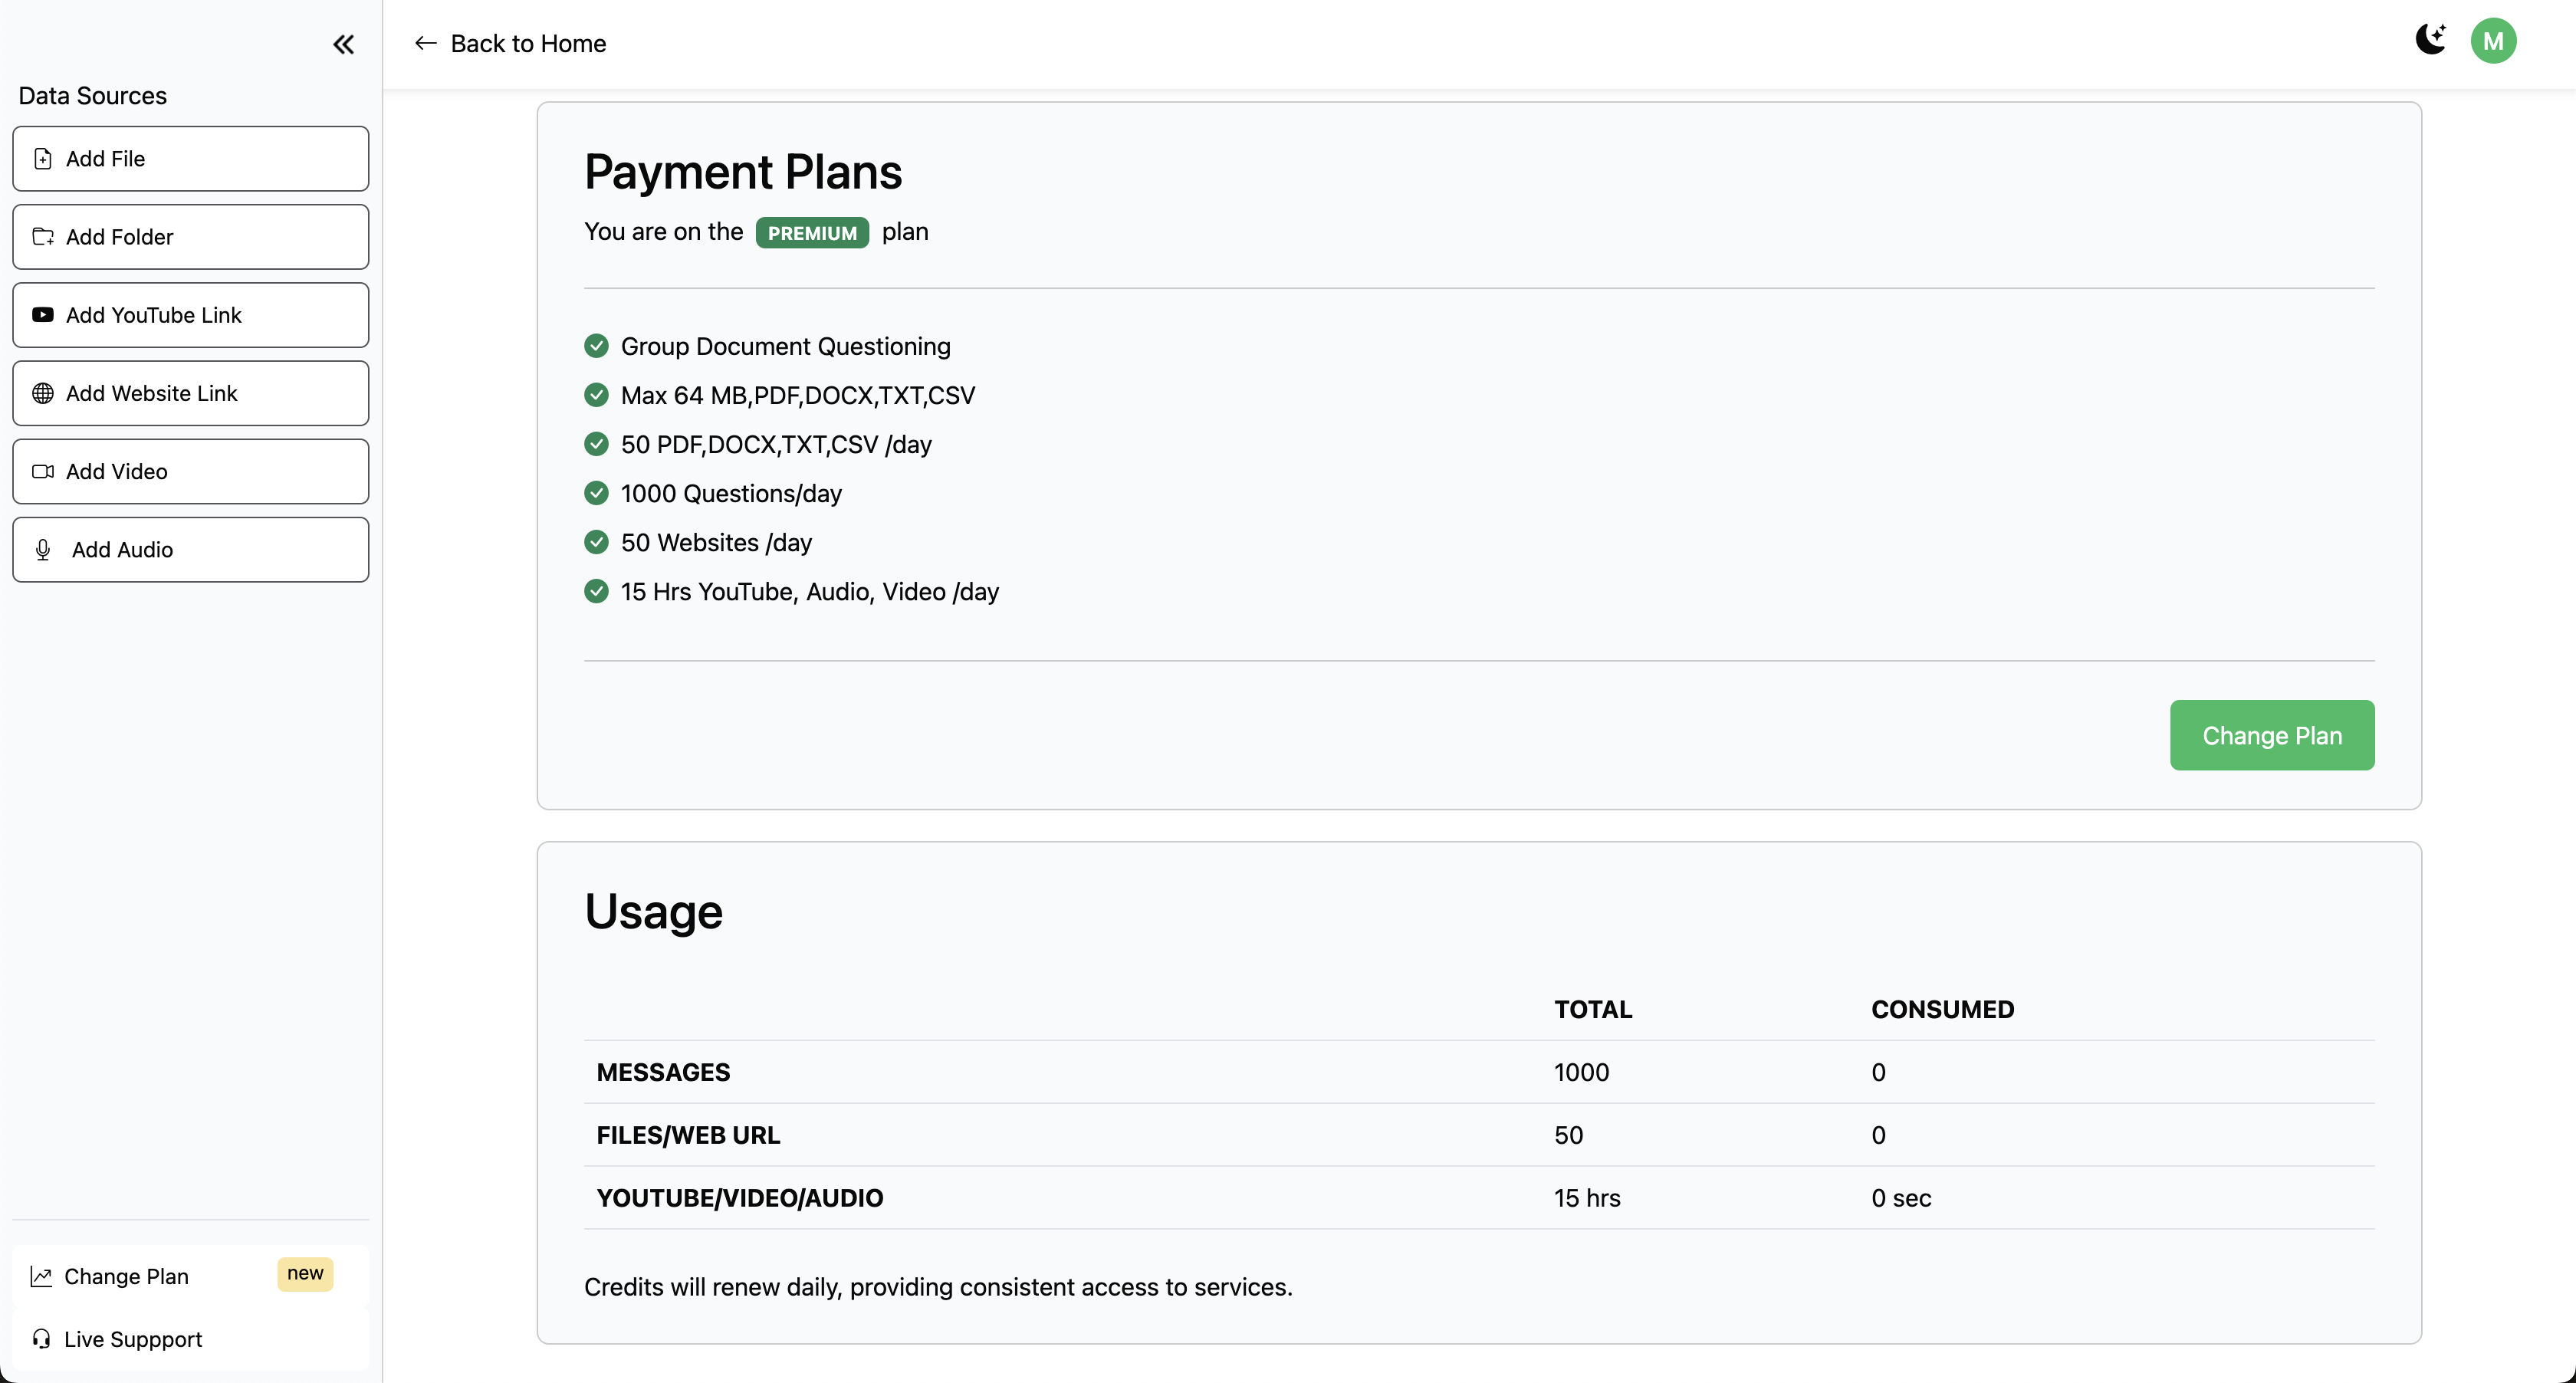 Data Sources
Add File
Add Folder
Add YouTube Link
Add Website Link
Add Video
Add Audio
Change Plan new
Live Suppport
Back to Home
M
Payment Plans
You are on the PREMIUM plan
Group Document Questioning
Max 64 MB,PDF,DOCX,TXT,CSV
50 PDF,DOCX,TXT,CSV /day
1000 Questions/day
50 Websites /day
15 Hrs YouTube, Audio, Video /day
Change Plan
Usage
TOTAL CONSUMED
MESSAGES 1000 0
FILES/WEB URL 50 0
YOUTUBE/VIDEO/AUDIO 15 hrs 0 sec
Credits will renew daily, providing consistent access to services.